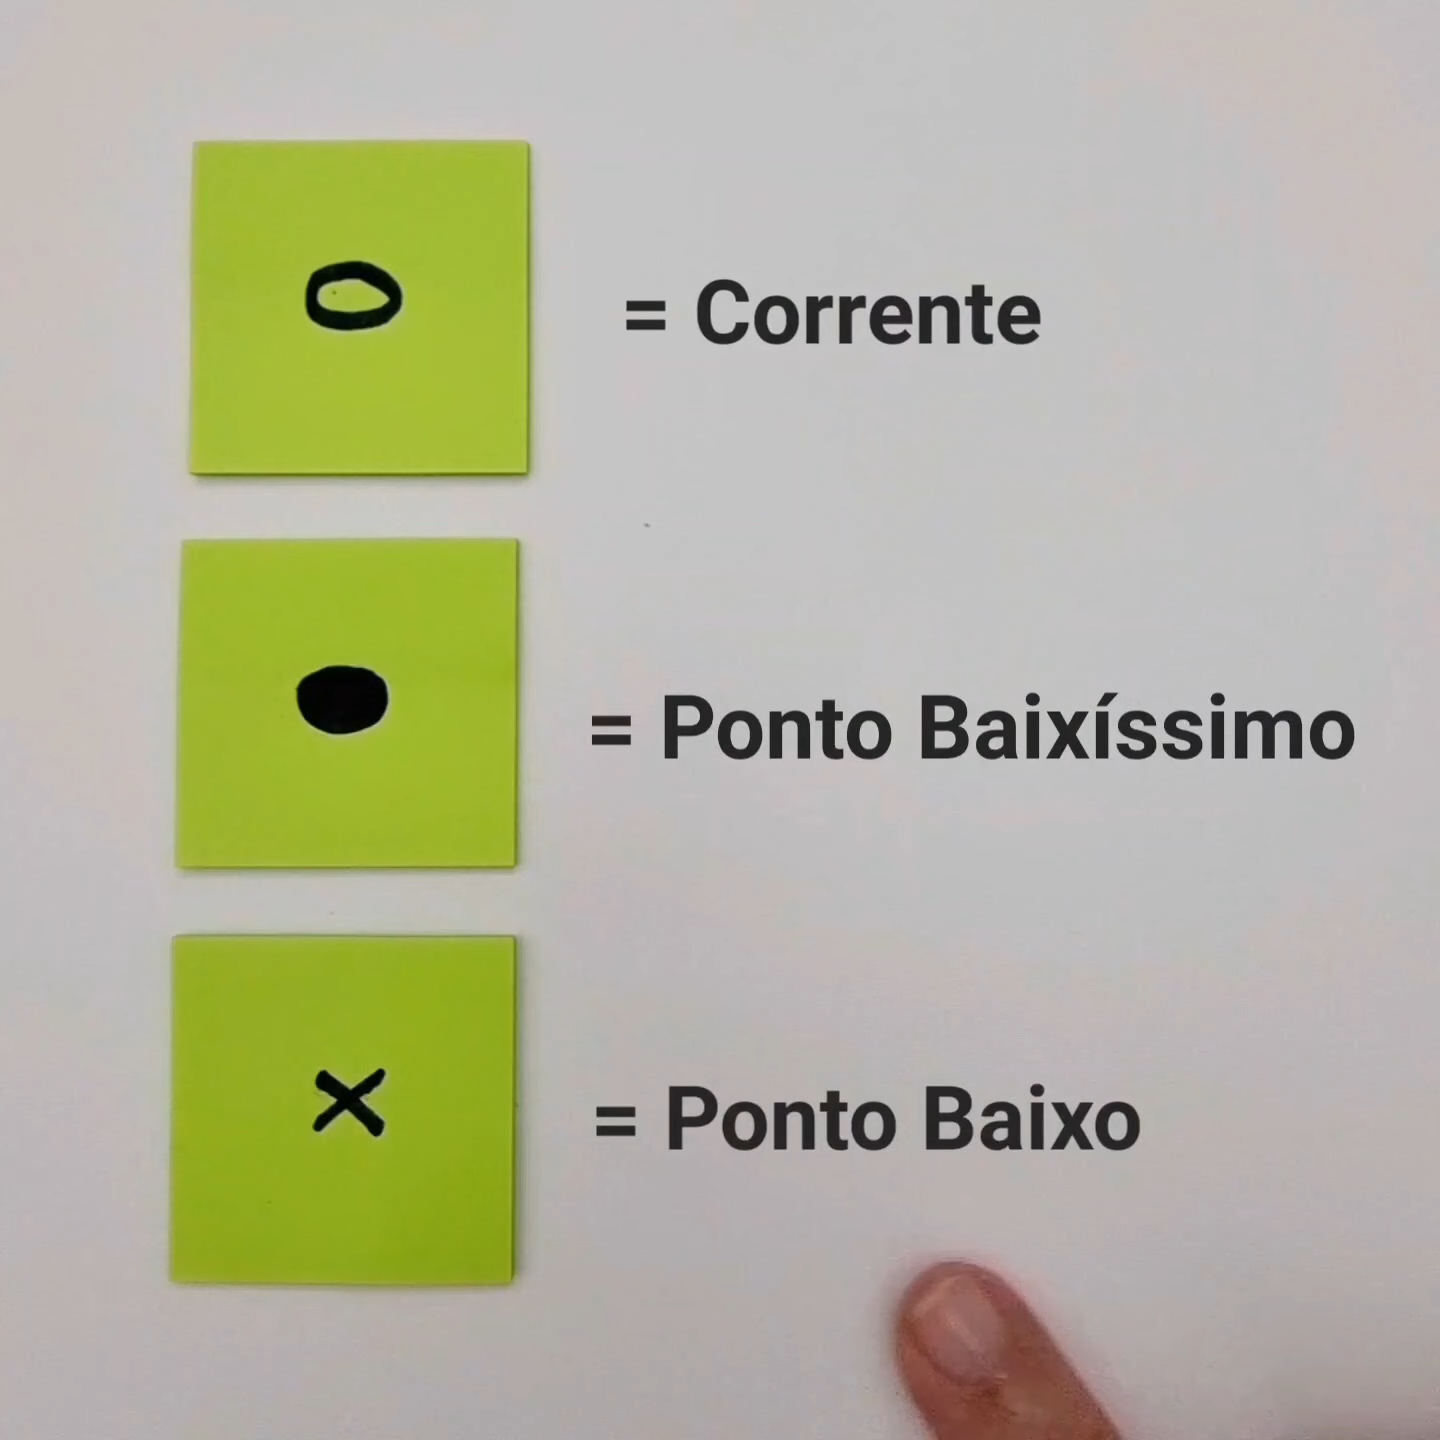 O = Corrente
= Ponto Baixíssimo
X = Ponto Baixo